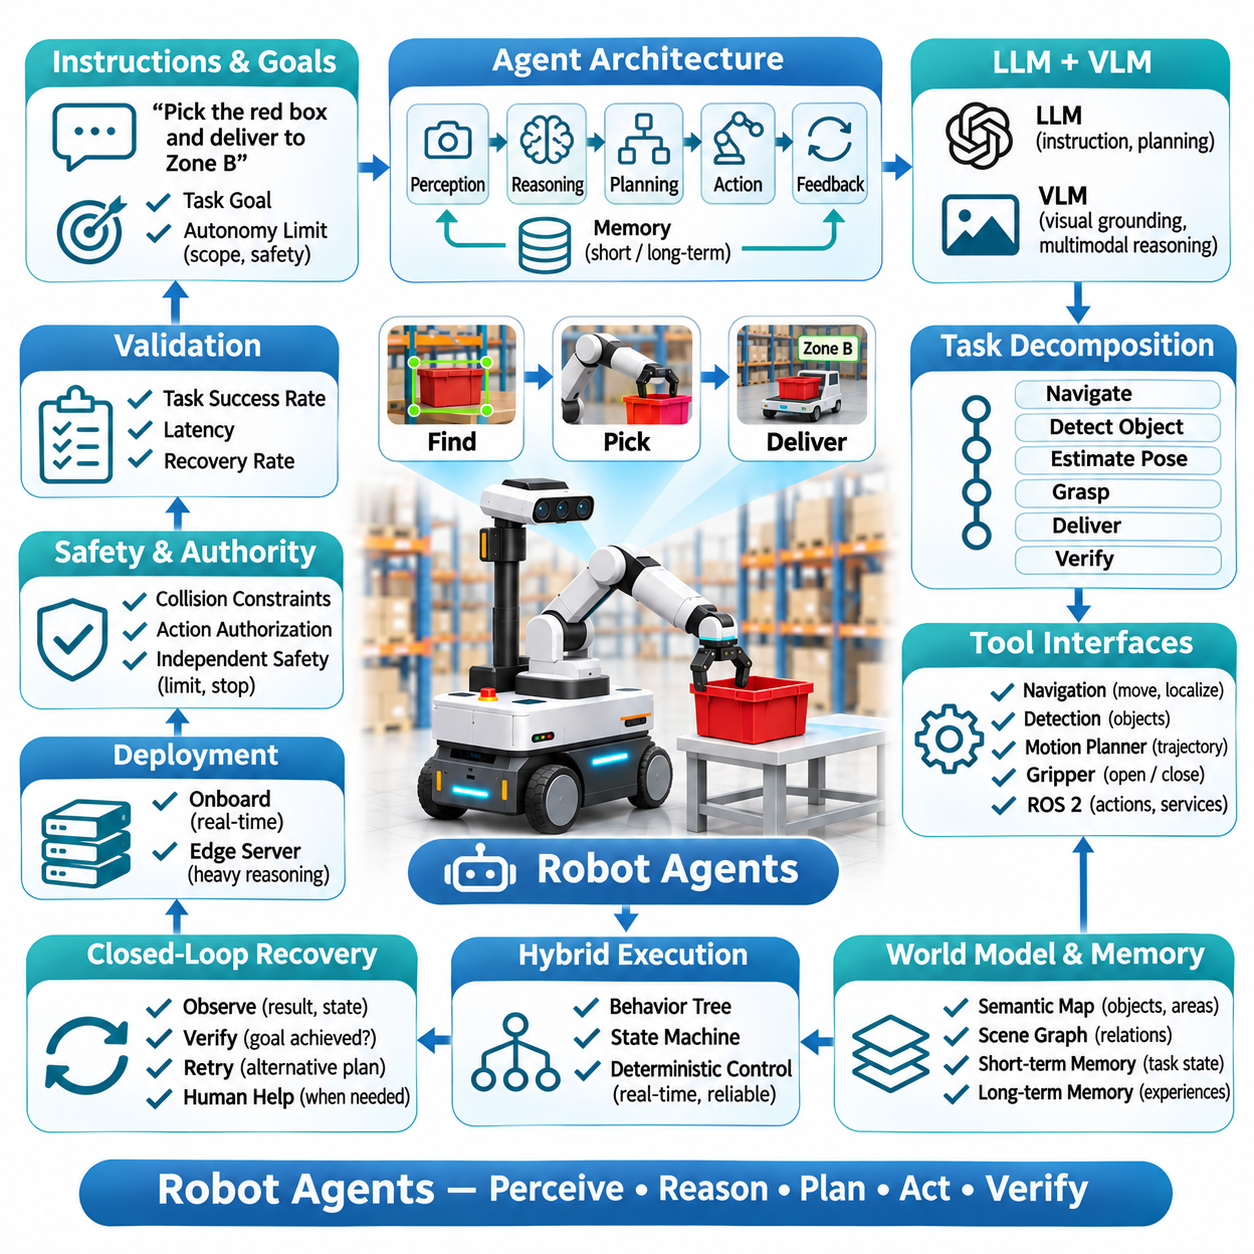 Instructions & Goals
"Pick the red box
and deliver to
Zone B"
Task Goal
Autonomy Limit
(scope, safety)
Agent Architecture
Perception
Reasoning
Planning
Action
Feedback
Memory
(short / long-term)
LLM + VLM
LLM
(instruction, planning)
VLM
(visual grounding,
multimodal reasoning)
Validation
Task Success Rate
Latency
Recovery Rate
Find
Pick
Zone B
Deliver
Task Decomposition
Navigate
Detect Object
Estimate Pose
Grasp
Deliver
Verify
Safety & Authority
Collision Constraints
Action Authorization
Independent Safety
(limit, stop)
Tool Interfaces
Navigation (move, localize)
Detection (objects)
Motion Planner (trajectory)
Gripper (open / close)
ROS 2 (actions, services)
Deployment
Onboard
(real-time)
Edge Server
(heavy reasoning)
Robot Agents
Closed-Loop Recovery
Observe (result, state)
Verify (goal achieved?)
Retry (alternative plan)
Human Help (when needed)
Hybrid Execution
Behavior Tree
State Machine
Deterministic Control
(real-time, reliable)
World Model & Memory
Semantic Map (objects, areas)
Scene Graph (relations)
Short-term Memory (task state)
Long-term Memory (experiences)
Robot Agents — Perceive • Reason • Plan • Act • Verify